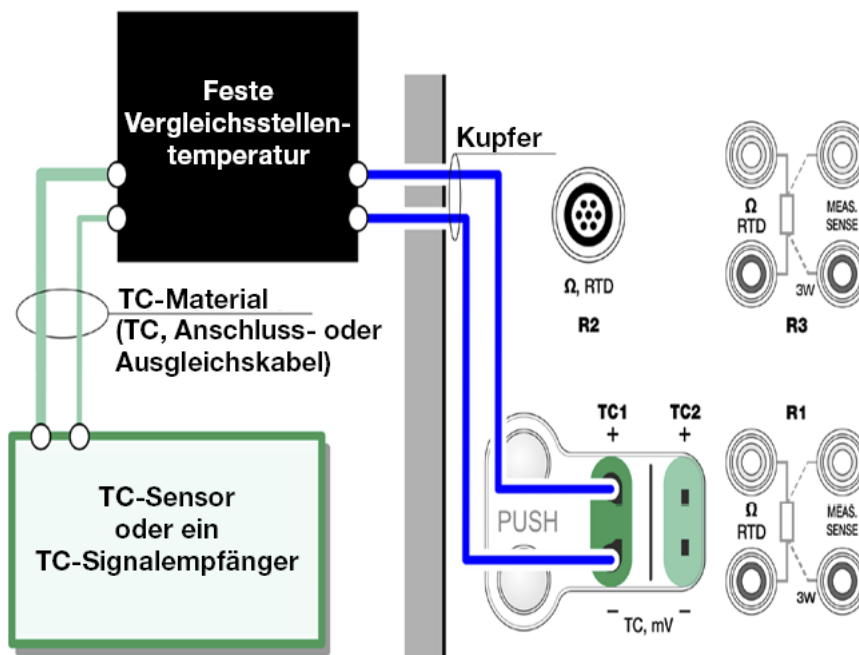 Feste
Vergleichsstellen-
temperatur
Kupfer
TC-Material
(TC, Anschluss- oder
Ausgleichskabel)
TC-Sensor
oder ein
TC-Signalempfänger
Ω, RTD
R2
Ω
RTD
MEAS.
SENSE
3W
R3
TC1
TC2
+
+
PUSH
–
–
TC, mV
R1
Ω
RTD
MEAS.
SENSE
3W